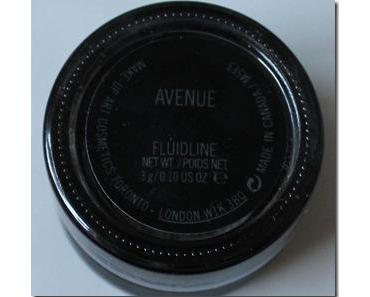 AVENUE
FLUIDLINE
NET WT. / POIDS NET
3 g / 0.10 US OZ ℮
MAKE UP ART COSMETICS TORONTO - LONDON W1K 3BQ
MADE IN CANADA /